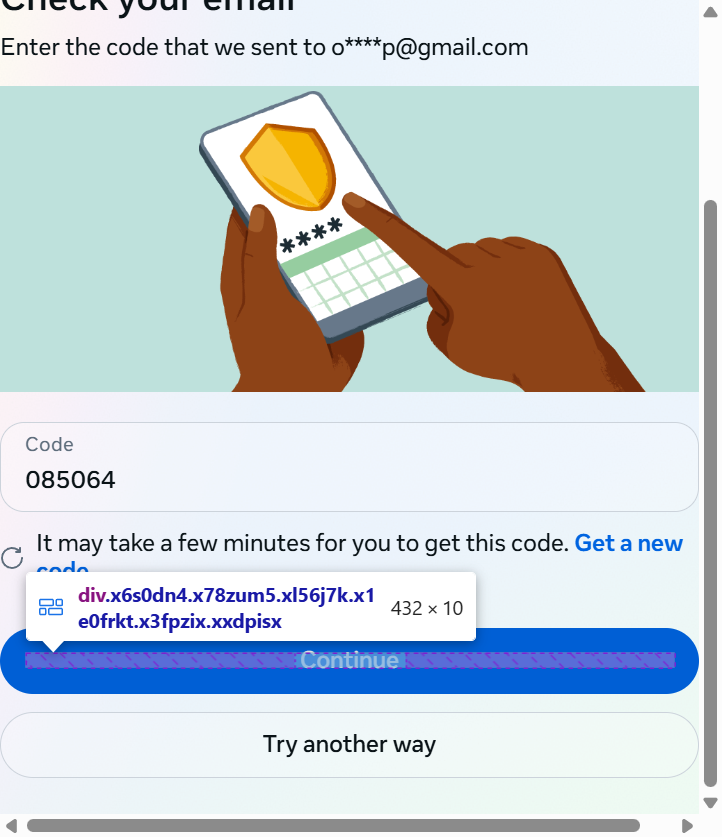 Check your email
Enter the code that we sent to o****p@gmail.com
****
Code
085064
It may take a few minutes for you to get this code. Get a new
code
div.x6s0dn4.x78zum5.xl56j7k.x1
e0frkt.x3fpzix.xxdpisx
432 × 10
Continue
Try another way